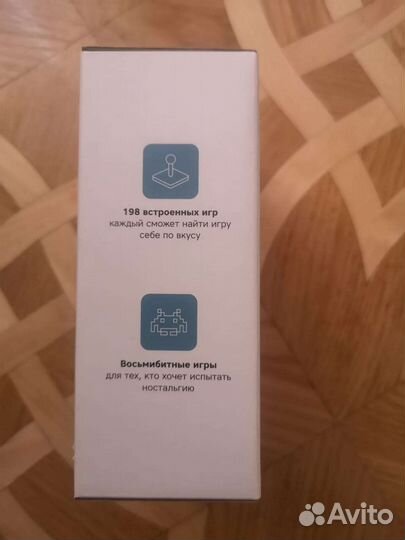 198 встроенных игр
каждый сможет найти игру
себе по вкусу
Восьмибитные игры
для тех, кто хочет испытать
ностальгию
Avito